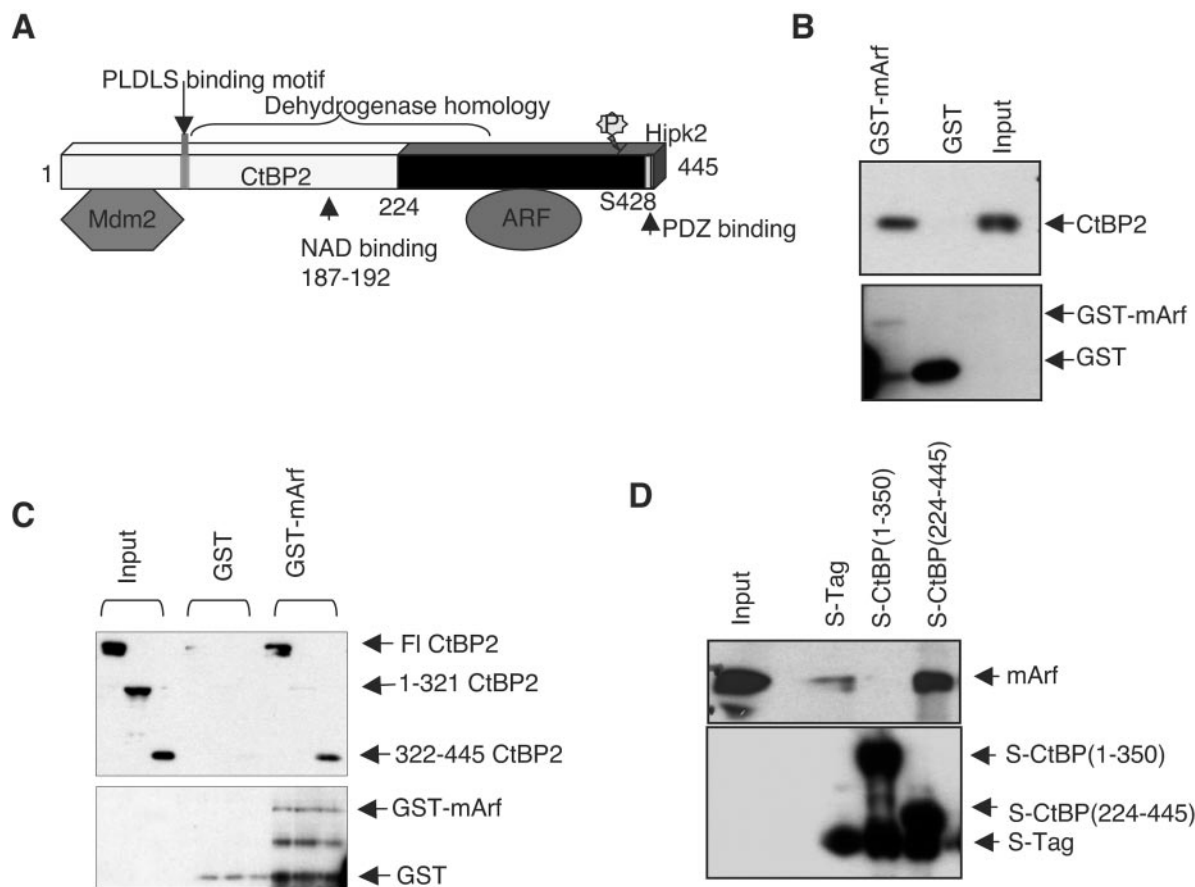 A
PLDLS binding motif
Dehydrogenase homology
P
Hipk2
1
CtBP2
445
Mdm2
224
ARF
S428
NAD binding
187-192
PDZ binding
B
GST-mArf
GST
Input
CtBP2
GST-mArf
GST
C
Input
GST
GST-mArf
Fl CtBP2
1-321 CtBP2
322-445 CtBP2
GST-mArf
GST
D
Input
S-Tag
S-CtBP(1-350)
S-CtBP(224-445)
mArf
S-CtBP(1-350)
S-CtBP(224-445)
S-Tag